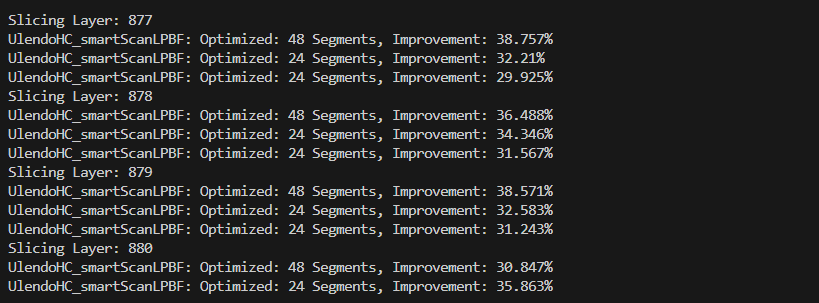 Slicing Layer: 877
UlendoHC_smartScanLPBF: Optimized: 48 Segments, Improvement: 38.757%
UlendoHC_smartScanLPBF: Optimized: 24 Segments, Improvement: 32.21%
UlendoHC_smartScanLPBF: Optimized: 24 Segments, Improvement: 29.925%
Slicing Layer: 878
UlendoHC_smartScanLPBF: Optimized: 48 Segments, Improvement: 36.488%
UlendoHC_smartScanLPBF: Optimized: 24 Segments, Improvement: 34.346%
UlendoHC_smartScanLPBF: Optimized: 24 Segments, Improvement: 31.567%
Slicing Layer: 879
UlendoHC_smartScanLPBF: Optimized: 48 Segments, Improvement: 38.571%
UlendoHC_smartScanLPBF: Optimized: 24 Segments, Improvement: 32.583%
UlendoHC_smartScanLPBF: Optimized: 24 Segments, Improvement: 31.243%
Slicing Layer: 880
UlendoHC_smartScanLPBF: Optimized: 48 Segments, Improvement: 30.847%
UlendoHC_smartScanLPBF: Optimized: 24 Segments, Improvement: 35.863%